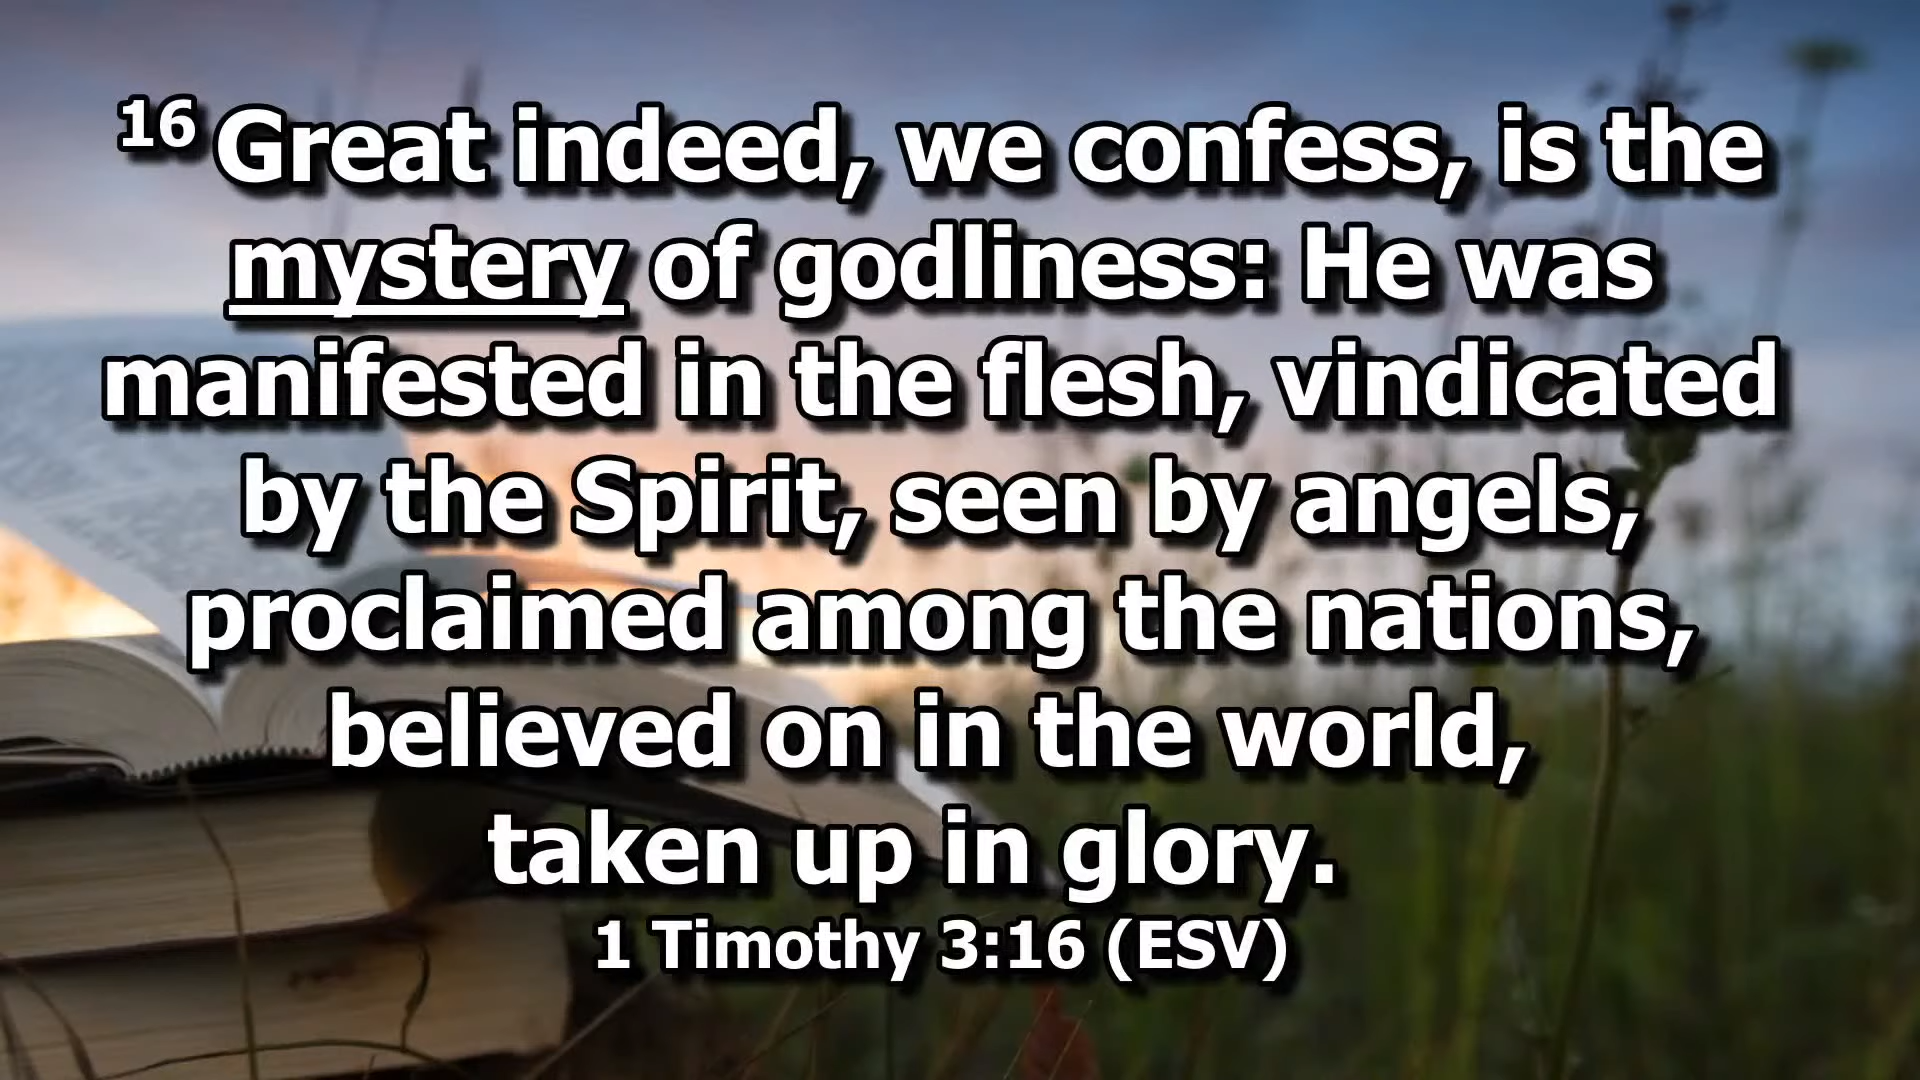 16 Great indeed, we confess, is the
mystery of godliness: He was
manifested in the flesh, vindicated
by the Spirit, seen by angels,
proclaimed among the nations,
believed on in the world,
taken up in glory.
1 Timothy 3:16 (ESV)